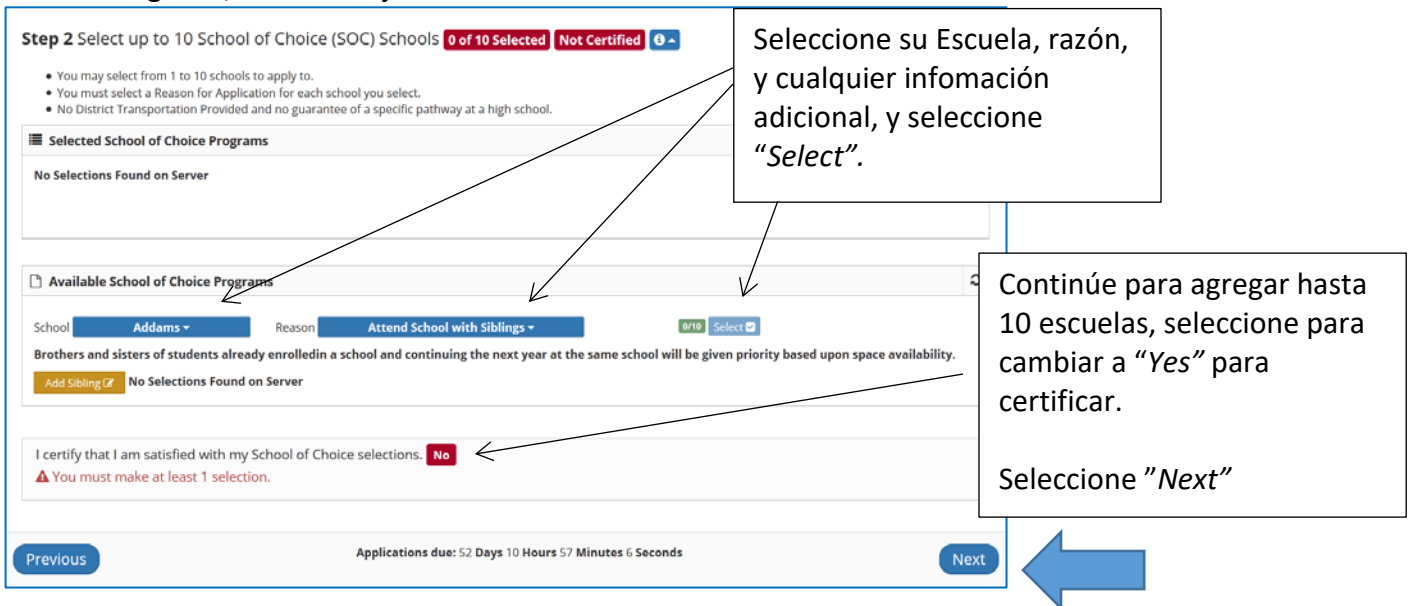 Step 2 Select up to 10 School of Choice (SOC) Schools 0 of 10 Selected Not Certified
• You may select from 1 to 10 schools to apply to.
• You must select a Reason for Application for each school you select.
• No District Transportation Provided and no guarantee of a specific pathway at a high school.
Selected School of Choice Programs
No Selections Found on Server
Seleccione su Escuela, razón,
y cualquier infomación
adicional, y seleccione
“Select”.
Available School of Choice Programs
School Addams Reason Attend School with Siblings 0/10 Select
Brothers and sisters of students already enrolledin a school and continuing the next year at the same school will be given priority based upon space availability.
Add Sibling No Selections Found on Server
I certify that I am satisfied with my School of Choice selections. No
You must make at least 1 selection.
Continúe para agregar hasta
10 escuelas, seleccione para
cambiar a “Yes” para
certificar.
Seleccione ”Next”
Previous Applications due: 52 Days 10 Hours 57 Minutes 6 Seconds Next